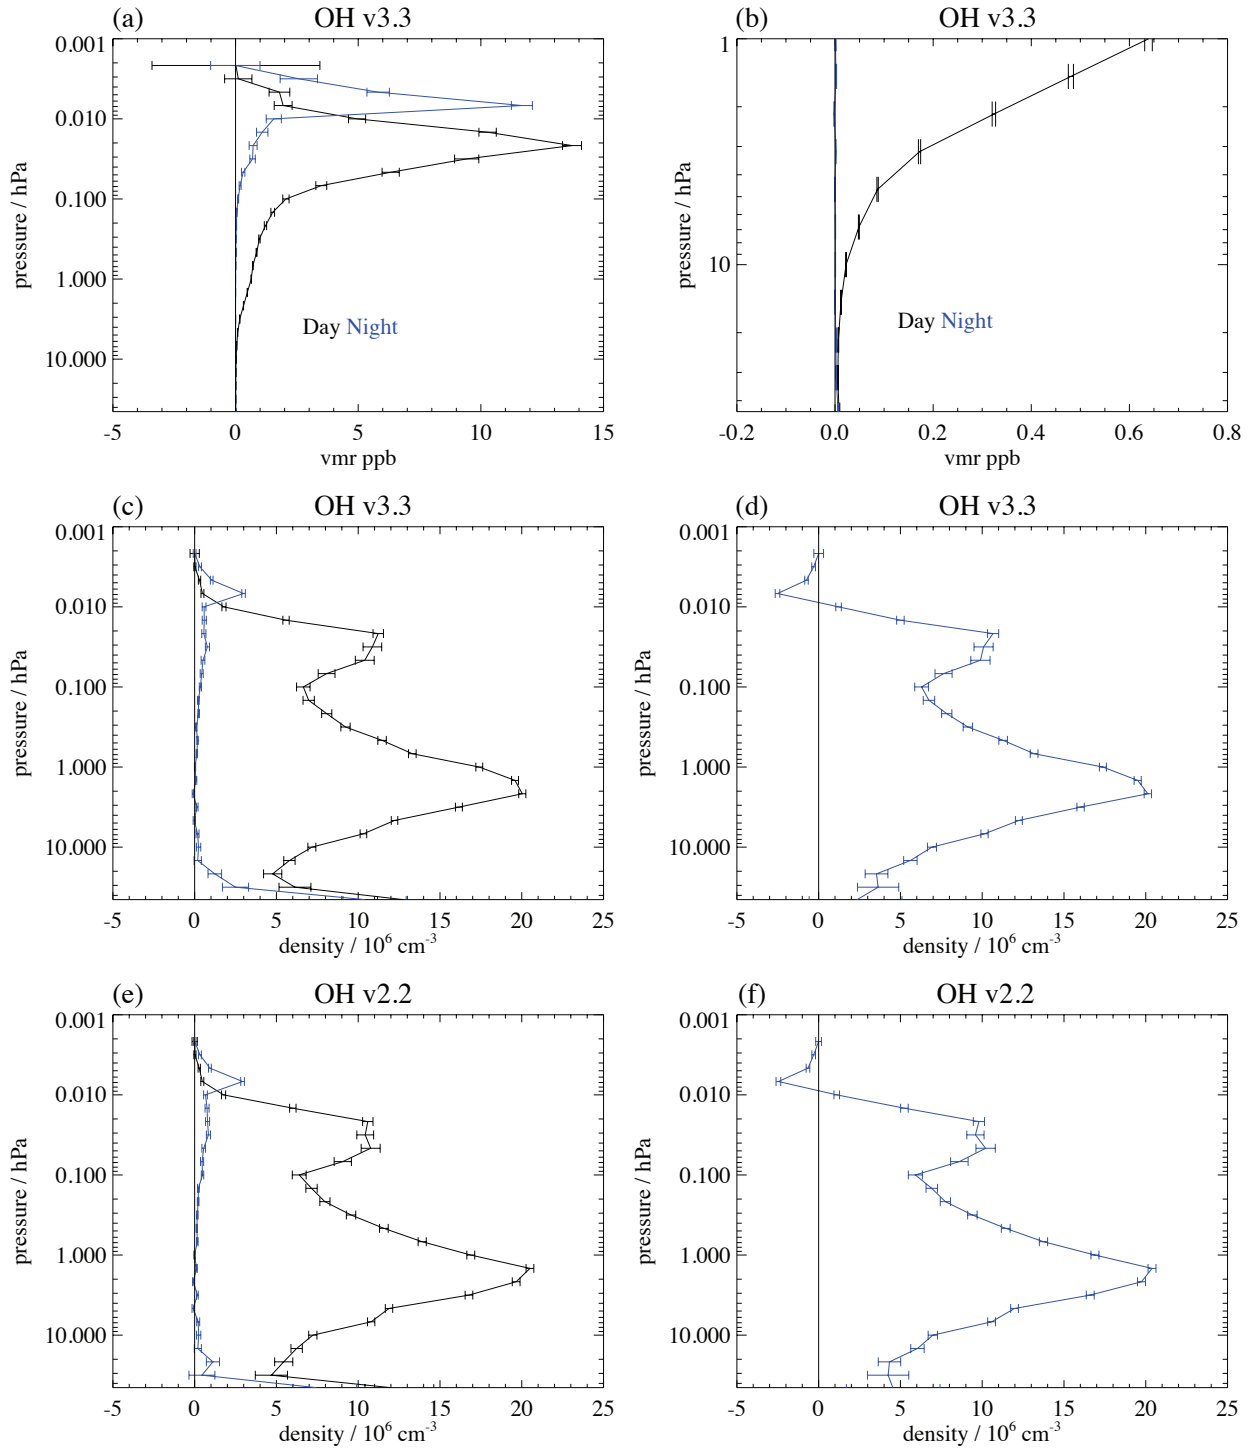 (a) OH v3.3
0.001
0.010
0.100
1.000
10.000
pressure / hPa
Day Night
-5 0 5 10 15
vmr ppb
(b) OH v3.3
1
10
pressure / hPa
Day Night
-0.2 0.0 0.2 0.4 0.6 0.8
vmr ppb
(c) OH v3.3
0.001
0.010
0.100
1.000
10.000
pressure / hPa
-5 0 5 10 15 20 25
density / 10⁶ cm⁻³
(d) OH v3.3
0.001
0.010
0.100
1.000
10.000
pressure / hPa
-5 0 5 10 15 20 25
density / 10⁶ cm⁻³
(e) OH v2.2
0.001
0.010
0.100
1.000
10.000
pressure / hPa
-5 0 5 10 15 20 25
density / 10⁶ cm⁻³
(f) OH v2.2
0.001
0.010
0.100
1.000
10.000
pressure / hPa
-5 0 5 10 15 20 25
density / 10⁶ cm⁻³